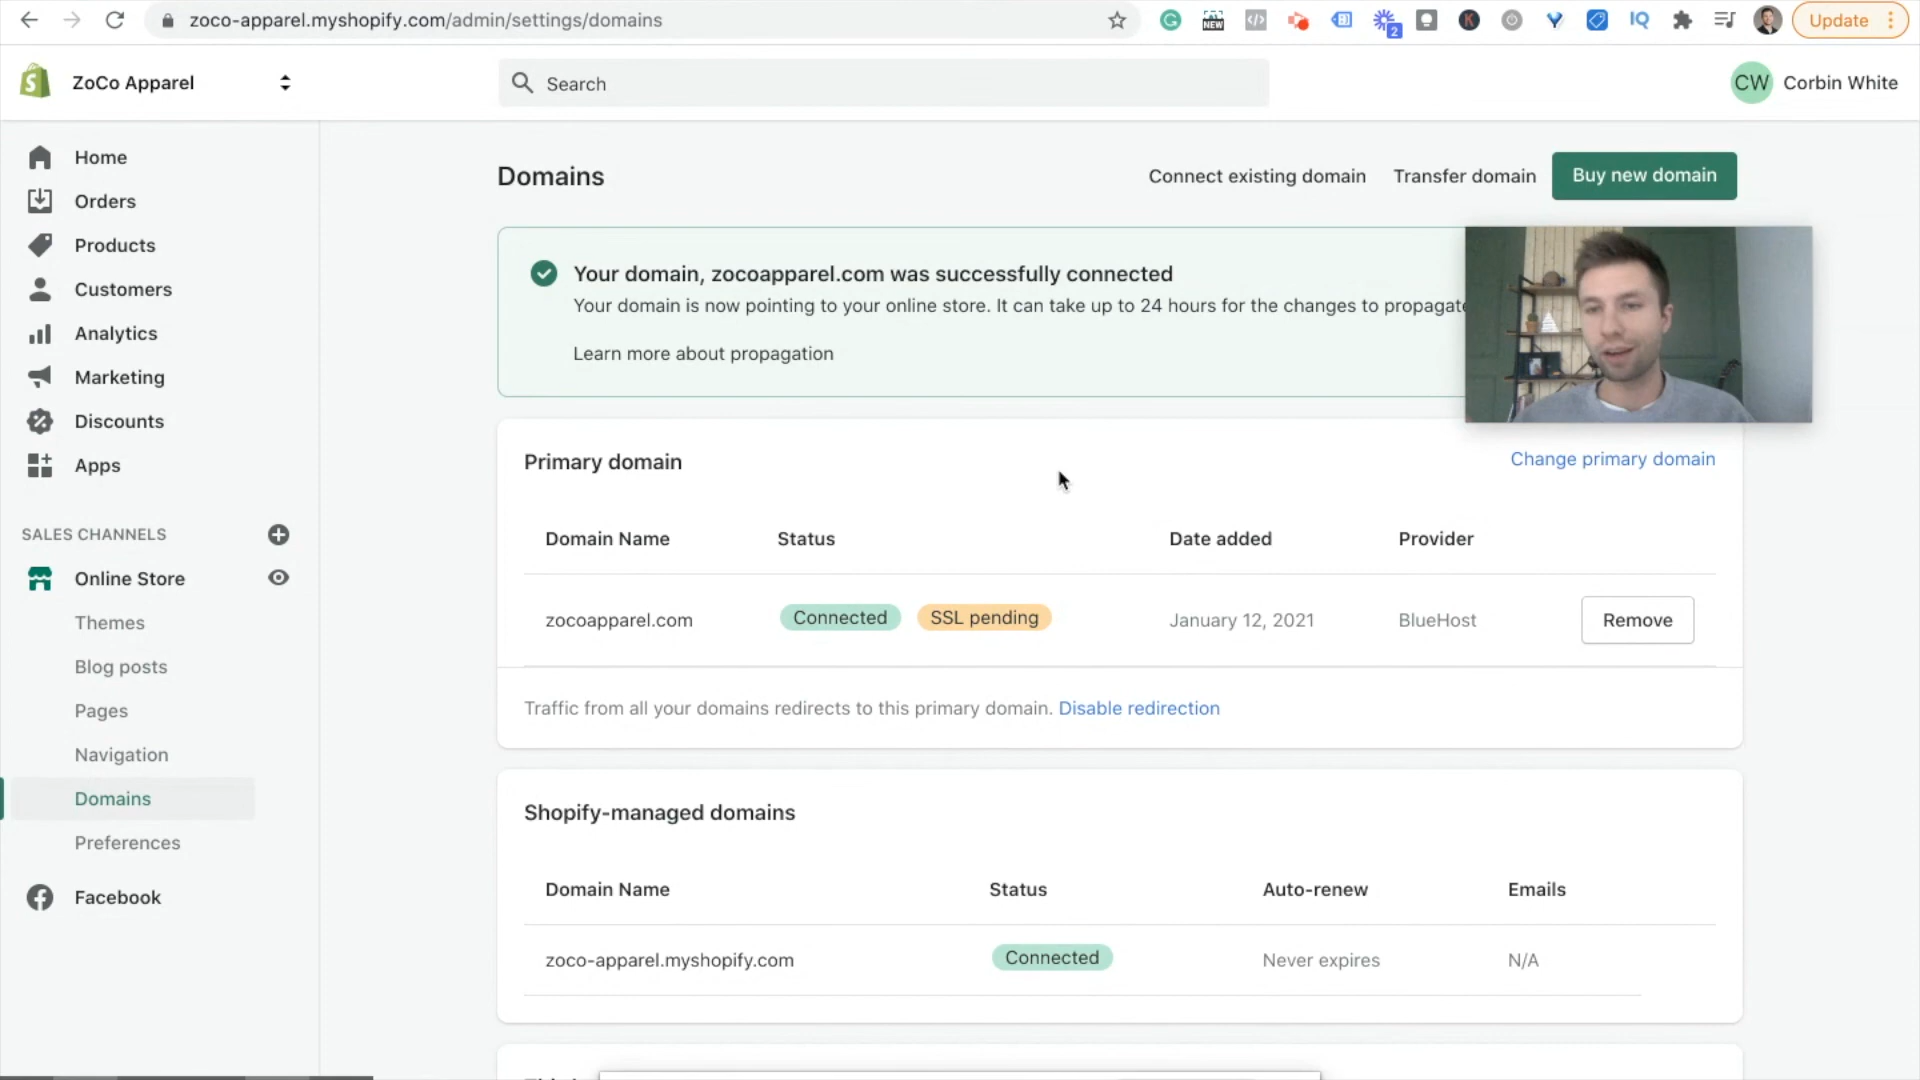 zoco-apparel.myshopify.com/admin/settings/domains
NEW
2
K
IQ
Update
ZoCo Apparel
Search
CW
Corbin White
Home
Orders
Products
Customers
Analytics
Marketing
Discounts
Apps
SALES CHANNELS
Online Store
Themes
Blog posts
Pages
Navigation
Domains
Preferences
Facebook
Domains
Connect existing domain
Transfer domain
Buy new domain
Your domain, zocoapparel.com was successfully connected
Your domain is now pointing to your online store. It can take up to 24 hours for the changes to propagate
Learn more about propagation
Primary domain
Change primary domain
Domain Name Status Date added Provider
zocoapparel.com Connected SSL pending January 12, 2021 BlueHost Remove
Traffic from all your domains redirects to this primary domain. Disable redirection
Shopify-managed domains
Domain Name Status Auto-renew Emails
zoco-apparel.myshopify.com Connected Never expires N/A